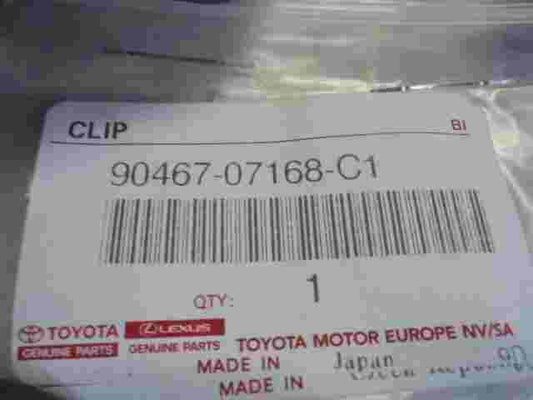 CLIP BI
90467-07168-C1
QTY: 1
TOYOTA LEXUS
GENUINE PARTS GENUINE PARTS TOYOTA MOTOR EUROPE NV/SA
MADE IN Japan
MADE IN